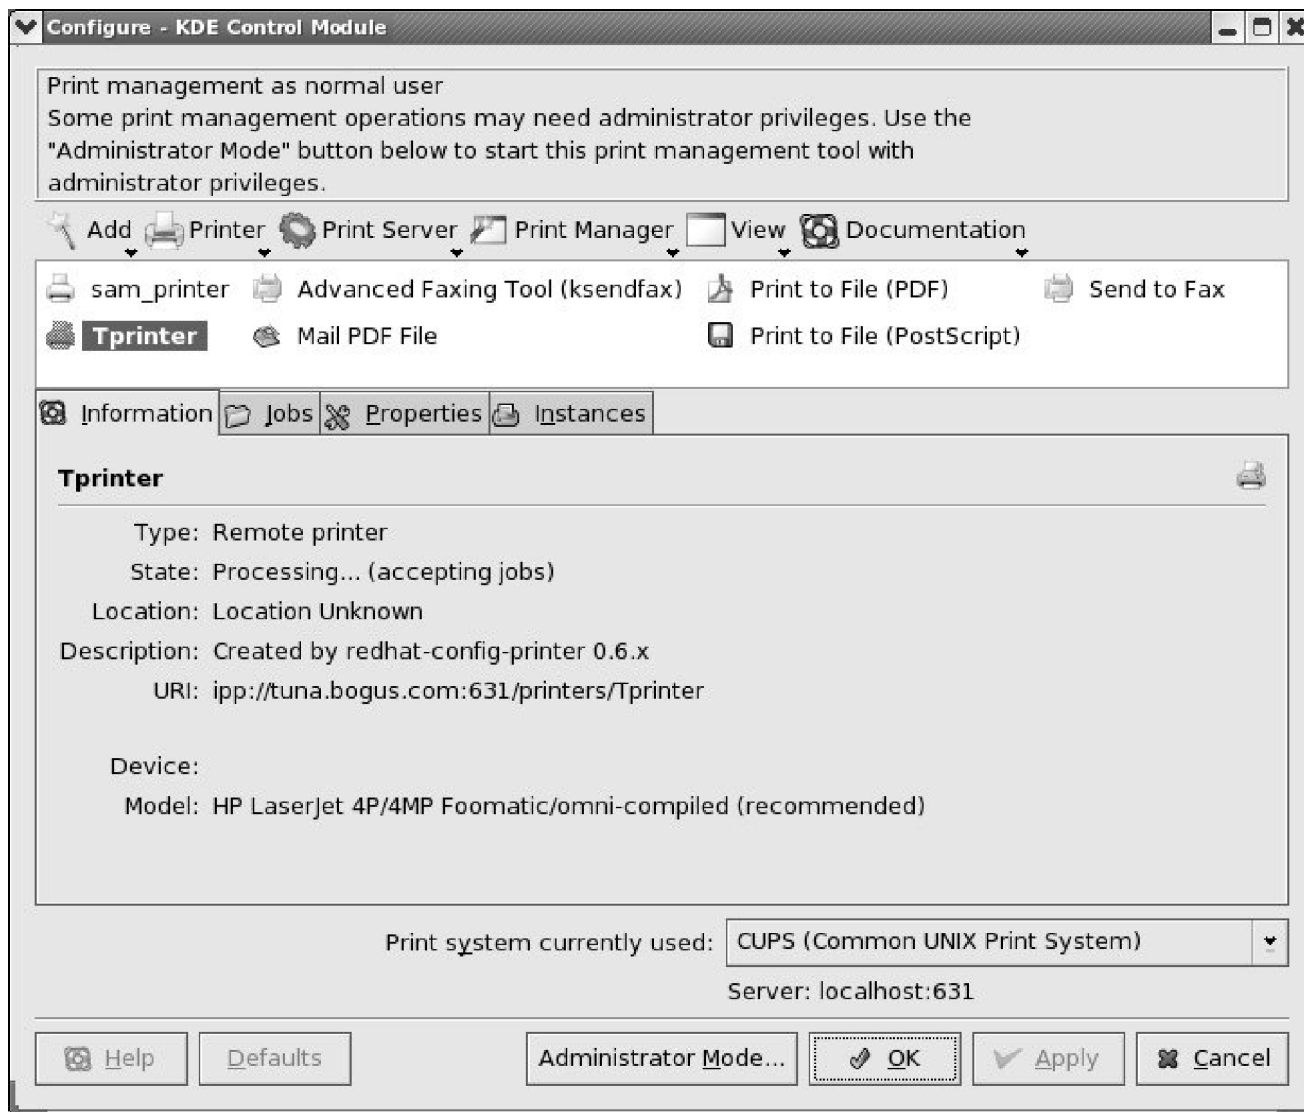 Configure - KDE Control Module
Print management as normal user
Some print management operations may need administrator privileges. Use the
"Administrator Mode" button below to start this print management tool with
administrator privileges.
Add Printer Print Server Print Manager View Documentation
sam_printer Advanced Faxing Tool (ksendfax) Print to File (PDF) Send to Fax
Tprinter Mail PDF File Print to File (PostScript)
Information Jobs Properties Instances
Tprinter
Type: Remote printer
State: Processing... (accepting jobs)
Location: Location Unknown
Description: Created by redhat-config-printer 0.6.x
URI: ipp://tuna.bogus.com:631/printers/Tprinter
Device:
Model: HP LaserJet 4P/4MP Foomatic/omni-compiled (recommended)
Print system currently used: CUPS (Common UNIX Print System)
Server: localhost:631
Help Defaults Administrator Mode... OK Apply Cancel